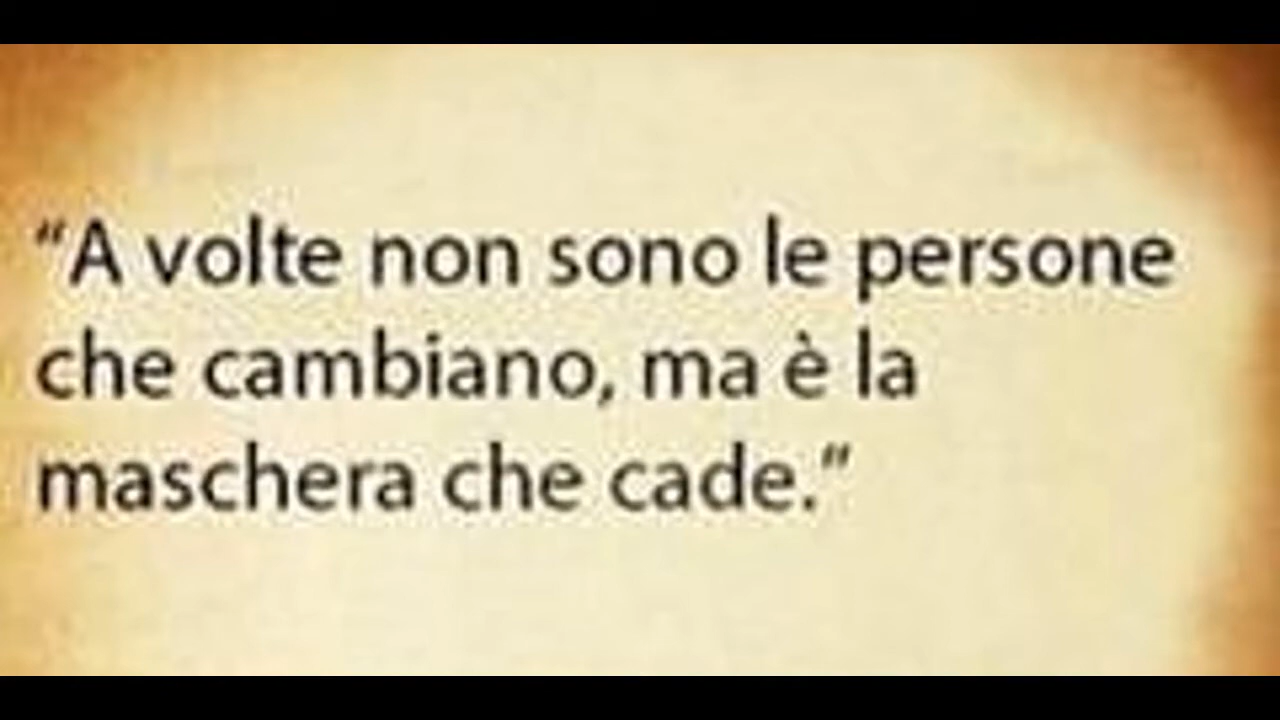 “A volte non sono le persone
che cambiano, ma è la
maschera che cade.”